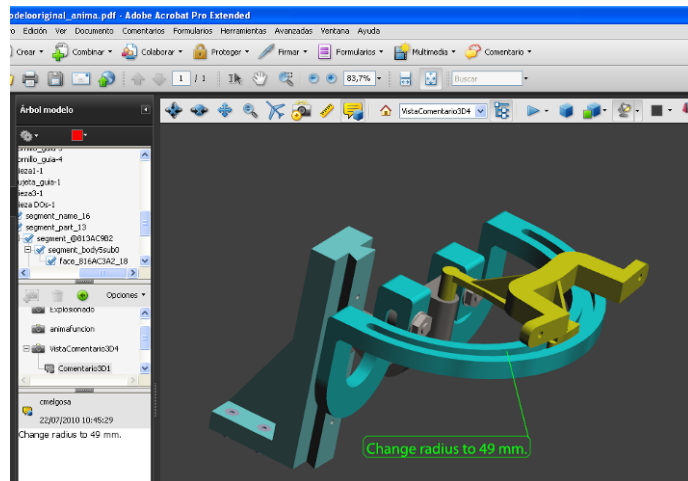 odelooriginal_anima.pdf - Adobe Acrobat Pro Extended
Edición Ver Documento Comentarios Formularios Herramientas Avanzadas Ventana Ayuda
Crear Combinar Colaborar Proteger Firmar Formularios Multimedia Comentario
1 / 1 83,7% Buscar
Árbol modelo
VistaComentario3D4
ornillo_guia-4
ieza1-1
ujeta_guia-1
ieza3-1
ieza DOs-1
segment_name_16
segment_part_13
segment_@813AC982
segment_body5sub0
face_816AC3A2_18
Opciones
Explosionado
animafuncion
VistaComentario3D4
Comentario3D1
cmelgosa
22/07/2010 10:45:29
Change radius to 49 mm.
Change radius to 49 mm.